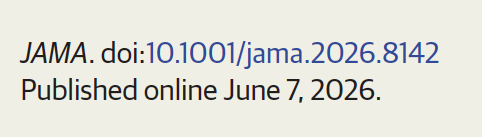 JAMA. doi:10.1001/jama.2026.8142
Published online June 7, 2026.